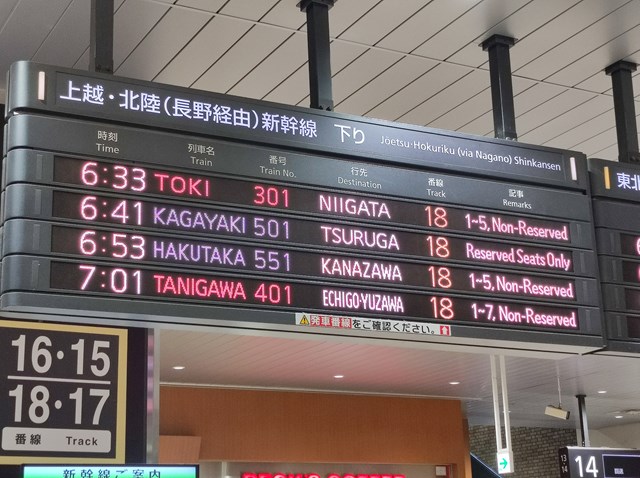 上越・北陸(長野経由)新幹線 下り Joetsu·Hokuriku (via Nagano) Shinkansen
時刻 列車名 番号 行先 番線 記事
Time Train Train No. Destination Track Remarks
6:33 TOKI 301 NIIGATA 18 1~5, Non-Reserved
6:41 KAGAYAKI 501 TSURUGA 18 Reserved Seats Only
6:53 HAKUTAKA 551 KANAZAWA 18 1~5, Non-Reserved
7:01 TANIGAWA 401 ECHIGO-YUZAWA 18 1~7, Non-Reserved
発車番線をご確認ください。
東北
16・15
18・17
番線 Track
新幹線ご案内
14